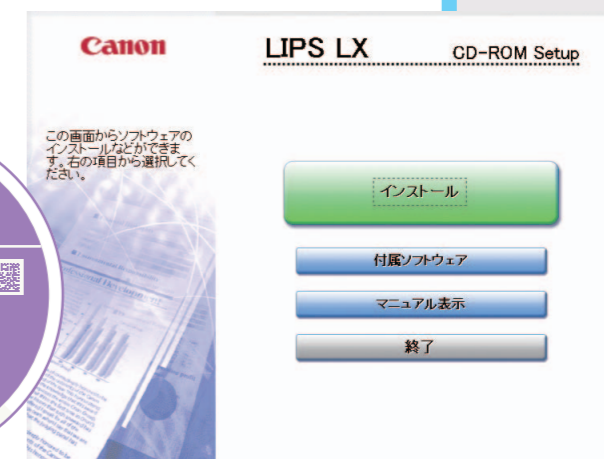 Canon
LIPS LX
CD-ROM Setup
この画面からソフトウェアの
インストールなどができま
す。右の項目から選択してく
ださい。
インストール
付属ソフトウェア
マニュアル表示
終了